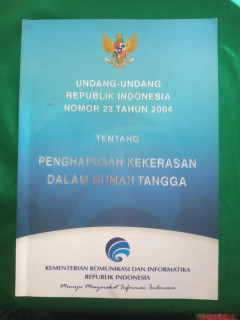 UNDANG-UNDANG
REPUBLIK INDONESIA
NOMOR 23 TAHUN 2004
TENTANG
PENGHAPUSAN KEKERASAN
DALAM RUMAH TANGGA
KEMENTERIAN KOMUNIKASI DAN INFORMATIKA
REPUBLIK INDONESIA
Menuju Masyarakat Informasi Indonesia